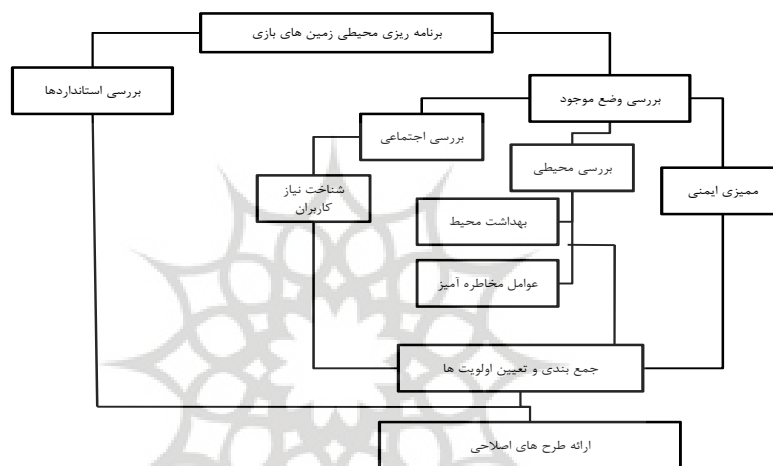 برنامه ریزی محیطی زمین های بازی
بررسی استانداردها
بررسی وضع موجود
بررسی اجتماعی
بررسی محیطی
ممیزی ایمنی
شناخت نیاز
کاربران
بهداشت محیط
عوامل مخاطره آمیز
جمع بندی و تعیین اولویت ها
ارائه طرح های اصلاحی